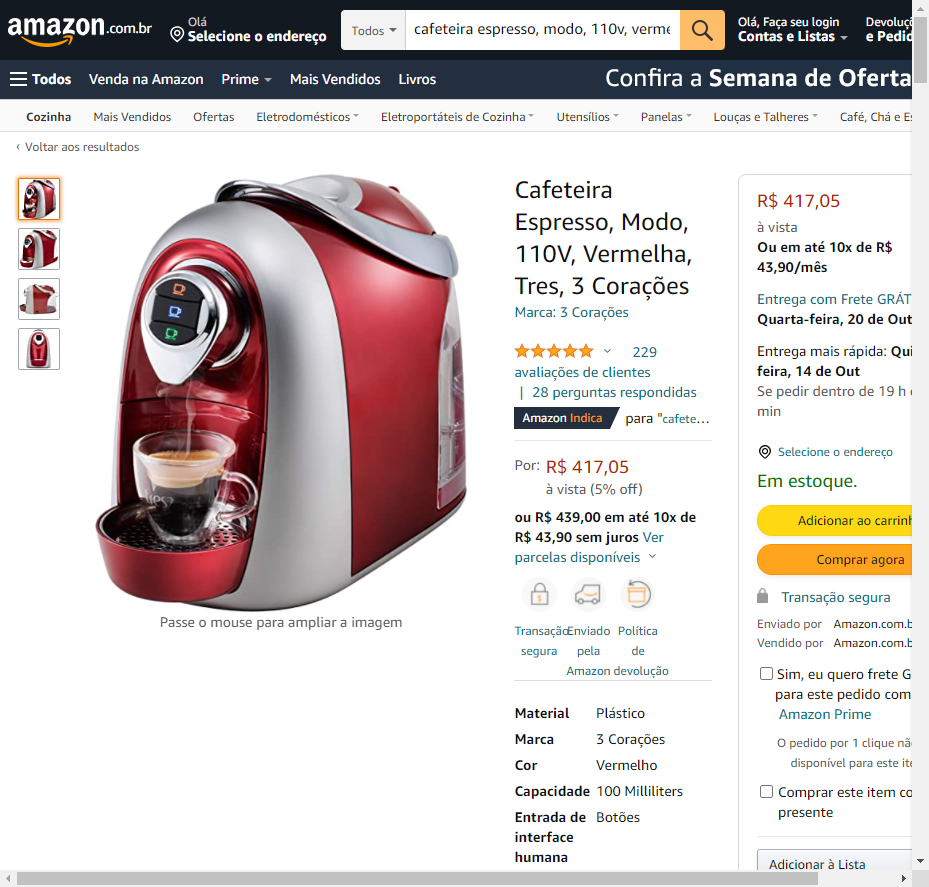 amazon.com.br
Olá
Selecione o endereço
Todos
cafeteira espresso, modo, 110v, verme
Olá, Faça seu login
Contas e Listas
Devoluç
e Pedid
Todos
Venda na Amazon
Prime
Mais Vendidos
Livros
Confira a Semana de Oferta
Cozinha
Mais Vendidos
Ofertas
Eletrodomésticos
Eletroportáteis de Cozinha
Utensílios
Panelas
Louças e Talheres
Café, Chá e Es
‹ Voltar aos resultados
Passe o mouse para ampliar a imagem
Cafeteira
Espresso, Modo,
110V, Vermelha,
Tres, 3 Corações
Marca: 3 Corações
229
avaliações de clientes
| 28 perguntas respondidas
Amazon Indica para "cafete...
Por: R$ 417,05
à vista (5% off)
ou R$ 439,00 em até 10x de
R$ 43,90 sem juros Ver
parcelas disponíveis
Transação
segura
Enviado
pela
Amazon
Política
de
devolução
Material Plástico
Marca 3 Corações
Cor Vermelho
Capacidade 100 Milliliters
Entrada de Botões
interface
humana
R$ 417,05
à vista
Ou em até 10x de R$
43,90/mês
Entrega com Frete GRÁT
Quarta-feira, 20 de Out
Entrega mais rápida: Qui
feira, 14 de Out
Se pedir dentro de 19 h
min
Selecione o endereço
Em estoque.
Adicionar ao carrinh
Comprar agora
Transação segura
Enviado por Amazon.com.b
Vendido por Amazon.com.b
Sim, eu quero frete G
para este pedido com
Amazon Prime
O pedido por 1 clique nã
disponível para este ite
Comprar este item co
presente
Adicionar à Lista